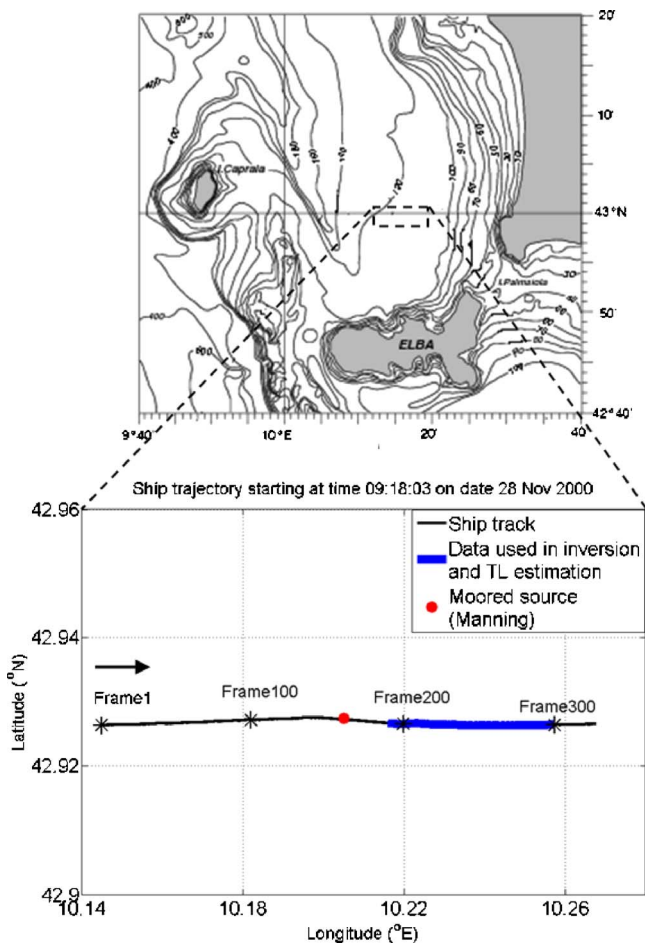 20'
10'
I.Capraia
43°N
I.Palmaiola
50'
ELBA
42°40'
9°40
10°E
20'
40'
Ship trajectory starting at time 09:18:03 on date 28 Nov 2000
42.96
Ship track
Data used in inversion
and TL estimation
Moored source
(Manning)
42.94
Frame1
Frame100
Frame200
Frame300
Latitude (°N)
42.92
42.9
10.14
10.18
10.22
10.26
Longitude (°E)